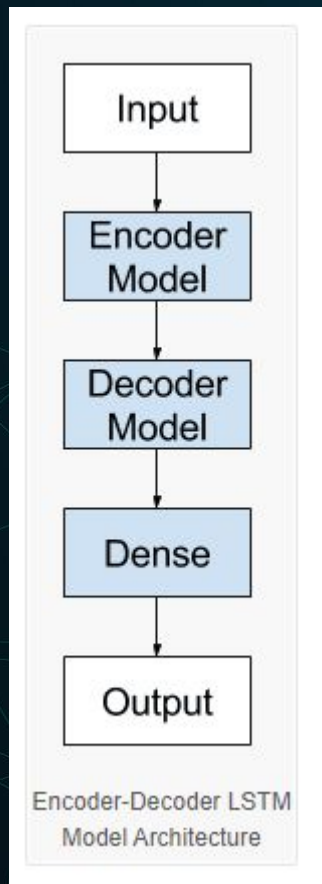 Input
Encoder
Model
Decoder
Model
Dense
Output
Encoder-Decoder LSTM
Model Architecture